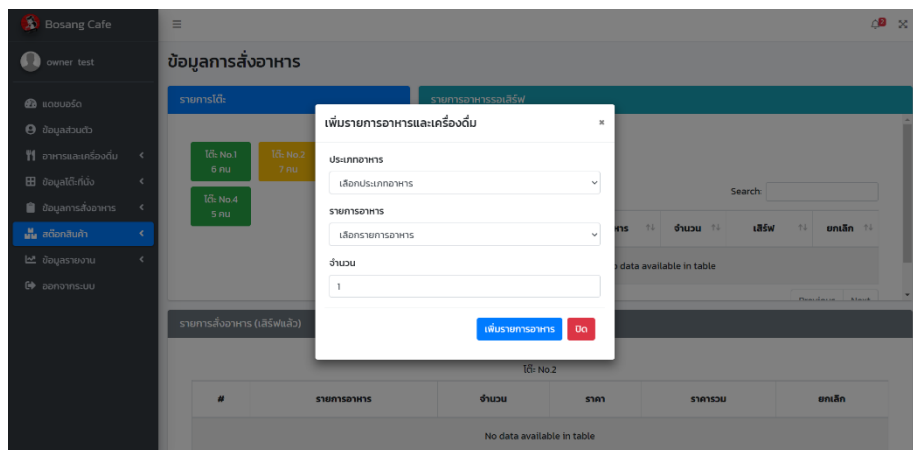 Bosang Cafe
2
owner test
ข้อมูลการสั่งอาหาร
แดชบอร์ด
ข้อมูลส่วนตัว
อาหารและเครื่องดื่ม
ข้อมูลโต๊ะที่นั่ง
ข้อมูลการสั่งอาหาร
สต๊อกสินค้า
ข้อมูลรายงาน
ออกจากระบบ
รายการโต๊ะ
รายการอาหารรอเสิร์ฟ
โต๊ะ No.1
6 คน
โต๊ะ No.2
7 คน
โต๊ะ No.4
5 คน
เพิ่มรายการอาหารและเครื่องดื่ม
×
ประเภทอาหาร
เลือกประเภทอาหาร
รายการอาหาร
เลือกรายการอาหาร
จำนวน
1
เพิ่มรายการอาหาร ปิด
Search:
จำนวน เสิร์ฟ ยกเลิก
data available in table
Previous Next
รายการสั่งอาหาร (เสิร์ฟแล้ว)
โต๊ะ No.2
# รายการอาหาร จำนวน ราคา ราคารวม ยกเลิก
No data available in table